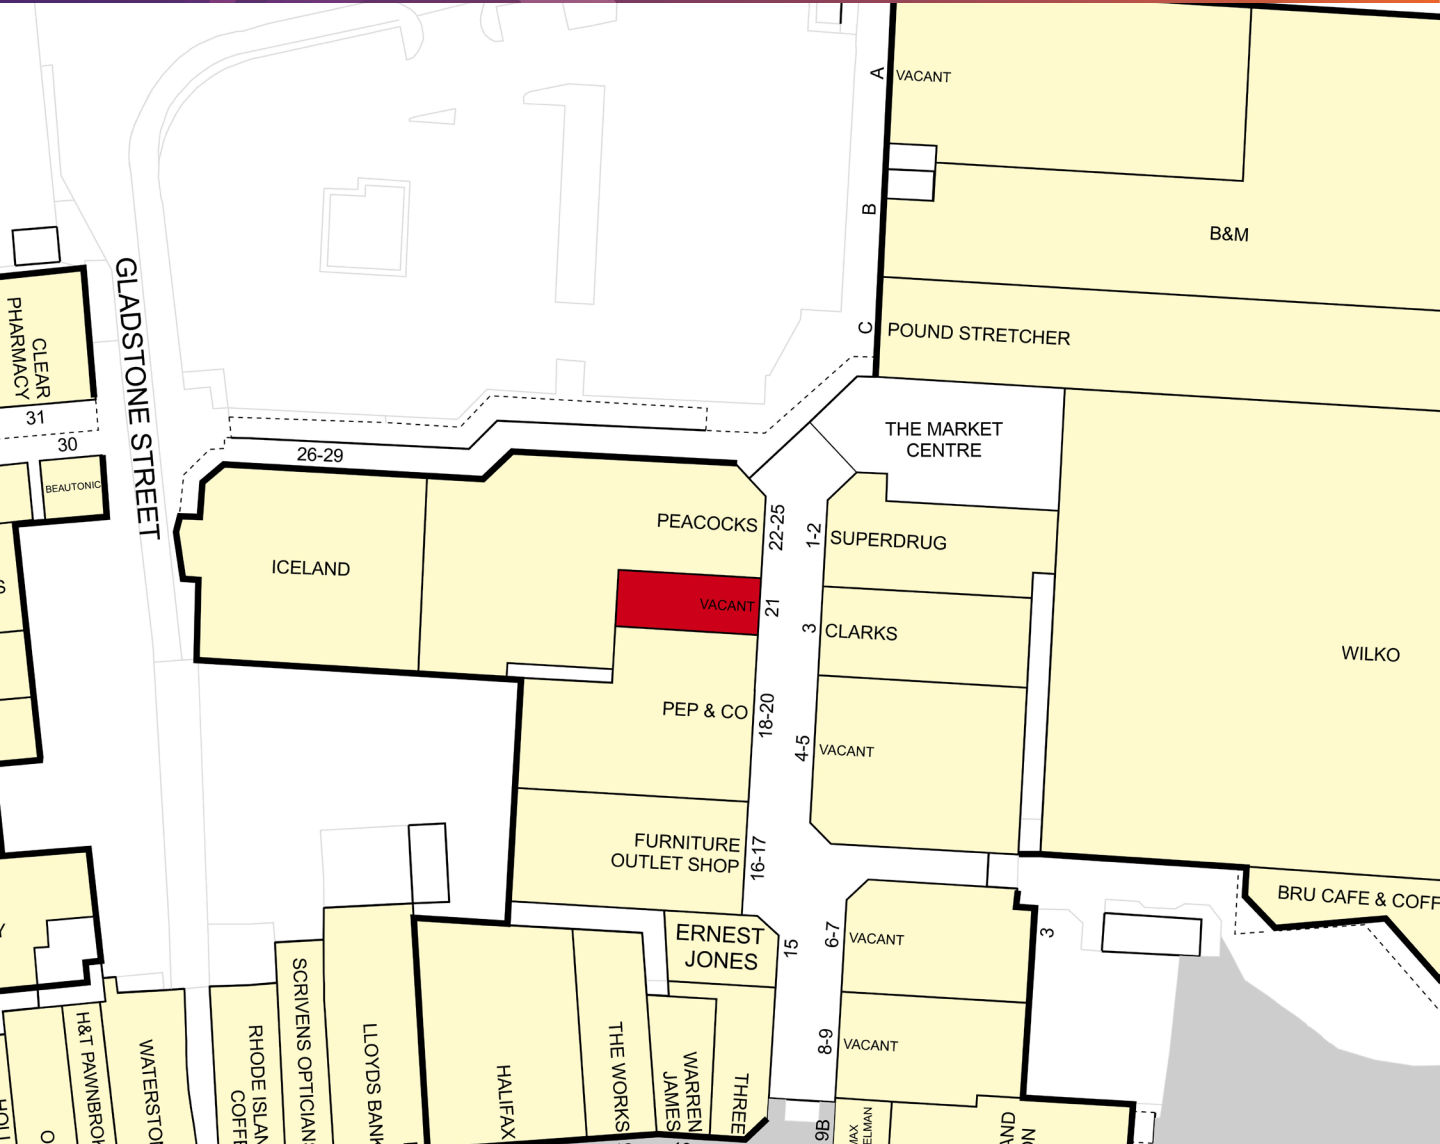 A
VACANT
B
B&M
C
POUND STRETCHER
GLADSTONE STREET
CLEAR
PHARMACY
31
30
BEAUTONIC
26-29
THE MARKET
CENTRE
PEACOCKS
22-25
1-2
SUPERDRUG
ICELAND
VACANT
21
3
CLARKS
WILKO
PEP & CO
18-20
4-5
VACANT
FURNITURE
OUTLET SHOP
16-17
BRU CAFE & COFF
ERNEST
JONES
15
6-7
VACANT
3
8-9
VACANT
H&T PAWNBROK
WATERSTO
RHODE ISLAN
COFFE
SCRIVENS OPTICIAN
LLOYDS BANK
HALIFAX
THE WORKS
WARREN
JAMES
THREE
9B